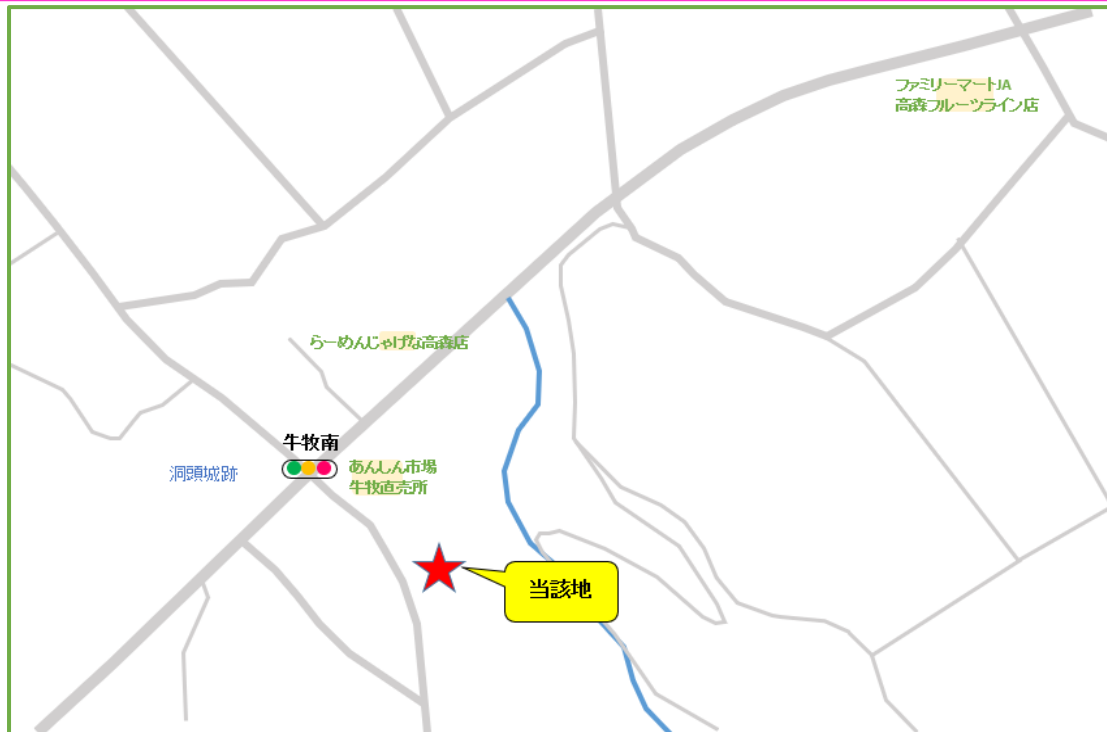 ファミリーマートJA
高森フルーツライン店
らーめんじゃげな高森店
牛牧南
洞頭城跡
あんしん市場
牛牧直売所
当該地